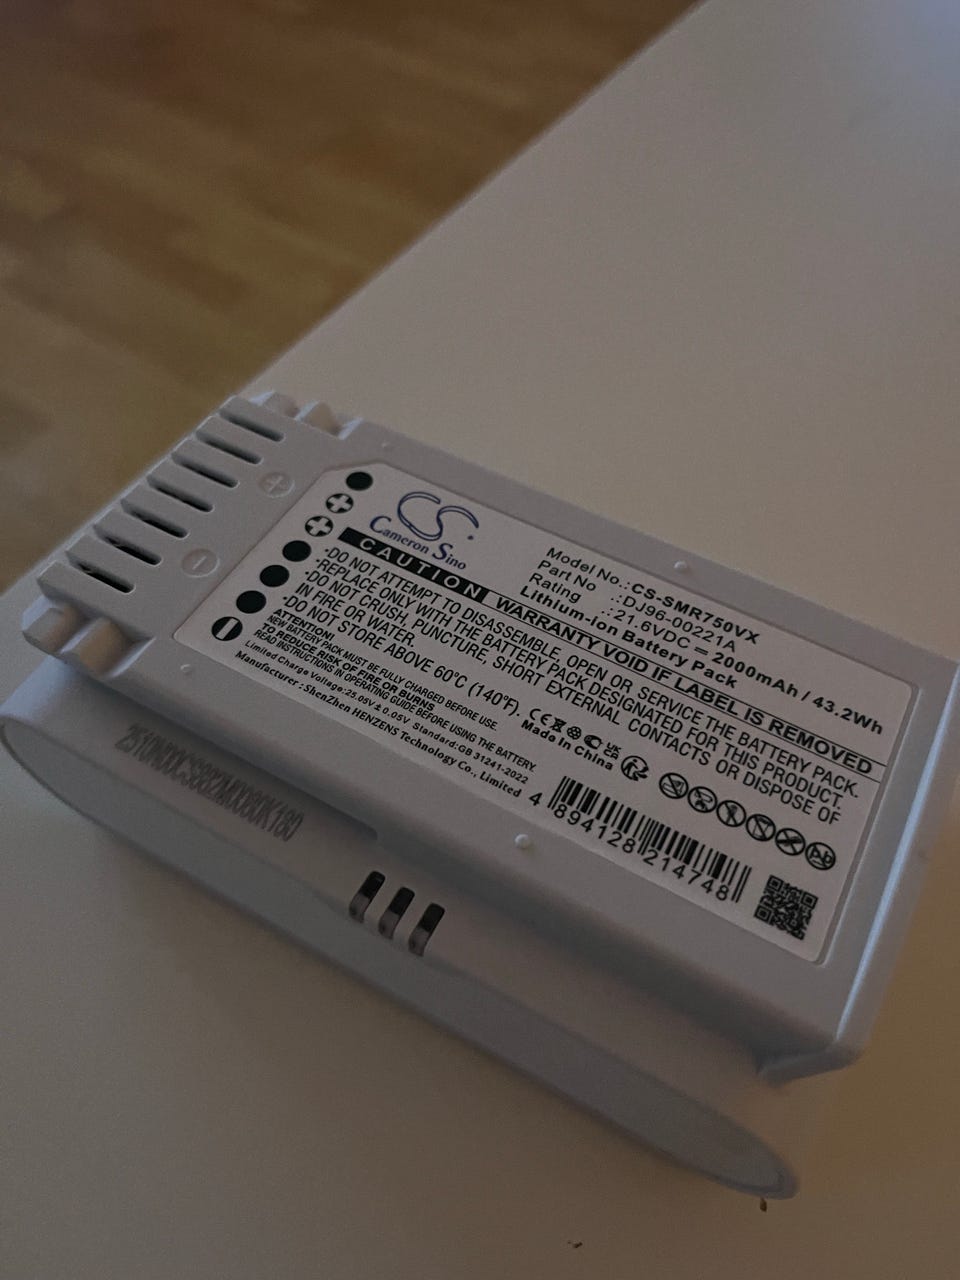 +
-
CS
Cameron Sino
Model No.: CS-SMR750VX
Part No .: DJ96-00221A
Rating .: 21.6VDC ⎓ 2000mAh / 43.2Wh
Lithium-ion Battery Pack
CAUTION WARRANTY VOID IF LABEL IS REMOVED
-DO NOT ATTEMPT TO DISASSEMBLE, OPEN OR SERVICE THE BATTERY PACK.
-REPLACE ONLY WITH THE BATTERY PACK DESIGNATED FOR THIS PRODUCT.
-DO NOT CRUSH, PUNCTURE, SHORT EXTERNAL CONTACTS OR DISPOSE OF
IN FIRE OR WATER.
-DO NOT STORE ABOVE 60°C (140°F).
ATTENTION!
NEW BATTERY PACK MUST BE FULLY CHARGED BEFORE USE.
TO REDUCE RISK OF FIRE OR BURNS
READ INSTRUCTIONS IN OPERATING GUIDE BEFORE USING THE BATTERY.
Limited Charge Voltage:25.05V± 0.05V Standard:GB 31241-2022
Manufacturer : ShenZhen HENZENS Technology Co., Limited
CE
UKCA
Made in China
4 894128 214748